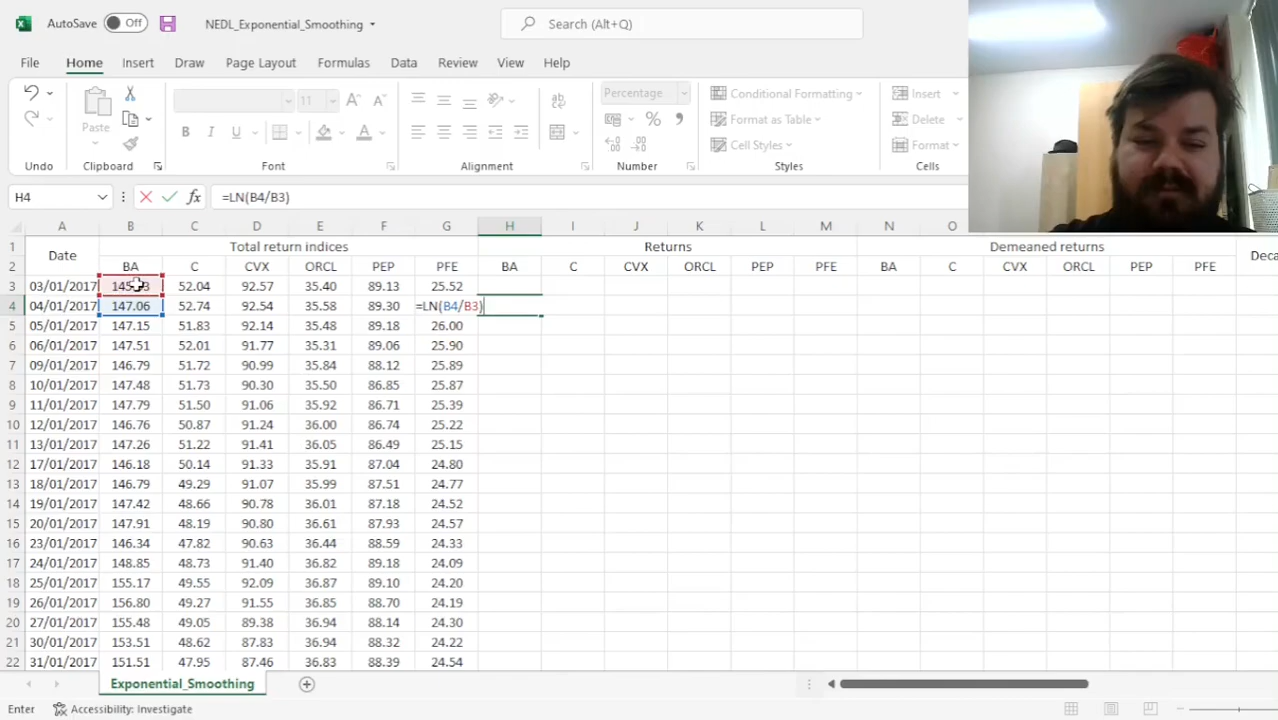 AutoSave Off NEDL_Exponential_Smoothing Search (Alt+Q)
File Home Insert Draw Page Layout Formulas Data Review View Help
11 A A Percentage Conditional Formatting Insert
Paste B I U A % Format as Table Delete
Cell Styles Format
Undo Clipboard Font Alignment Number Styles Cells
H4 fx =LN(B4/B3)
A B C D E F G H I J K L M N O
1 Date Total return indices Returns Demeaned returns
2 BA C CVX ORCL PEP PFE BA C CVX ORCL PEP PFE BA C CVX ORCL PEP PFE
3 03/01/2017 52.04 92.57 35.40 89.13 25.52
4 04/01/2017 147.06 52.74 92.54 35.58 89.30 =LN(B4/B3)
5 05/01/2017 147.15 51.83 92.14 35.48 89.18 26.00
6 06/01/2017 147.51 52.01 91.77 35.31 89.06 25.90
7 09/01/2017 146.79 51.72 90.99 35.84 88.12 25.89
8 10/01/2017 147.48 51.73 90.30 35.50 86.85 25.87
9 11/01/2017 147.79 51.50 91.06 35.92 86.71 25.39
10 12/01/2017 146.76 50.87 91.24 36.00 86.74 25.22
11 13/01/2017 147.26 51.22 91.41 36.05 86.49 25.15
12 17/01/2017 146.18 50.14 91.33 35.91 87.04 24.80
13 18/01/2017 146.79 49.29 91.07 35.99 87.51 24.77
14 19/01/2017 147.42 48.66 90.78 36.01 87.18 24.52
15 20/01/2017 147.91 48.19 90.80 36.61 87.93 24.57
16 23/01/2017 146.34 47.82 90.63 36.44 88.59 24.33
17 24/01/2017 148.85 48.73 91.40 36.82 89.18 24.09
18 25/01/2017 155.17 49.55 92.09 36.87 89.10 24.20
19 26/01/2017 156.80 49.27 91.55 36.85 88.70 24.19
20 27/01/2017 155.48 49.05 89.38 36.94 88.14 24.30
21 30/01/2017 153.51 48.62 87.83 36.94 88.32 24.22
22 31/01/2017 151.51 47.95 87.46 36.83 88.39 24.54
Exponential_Smoothing
Enter Accessibility: Investigate